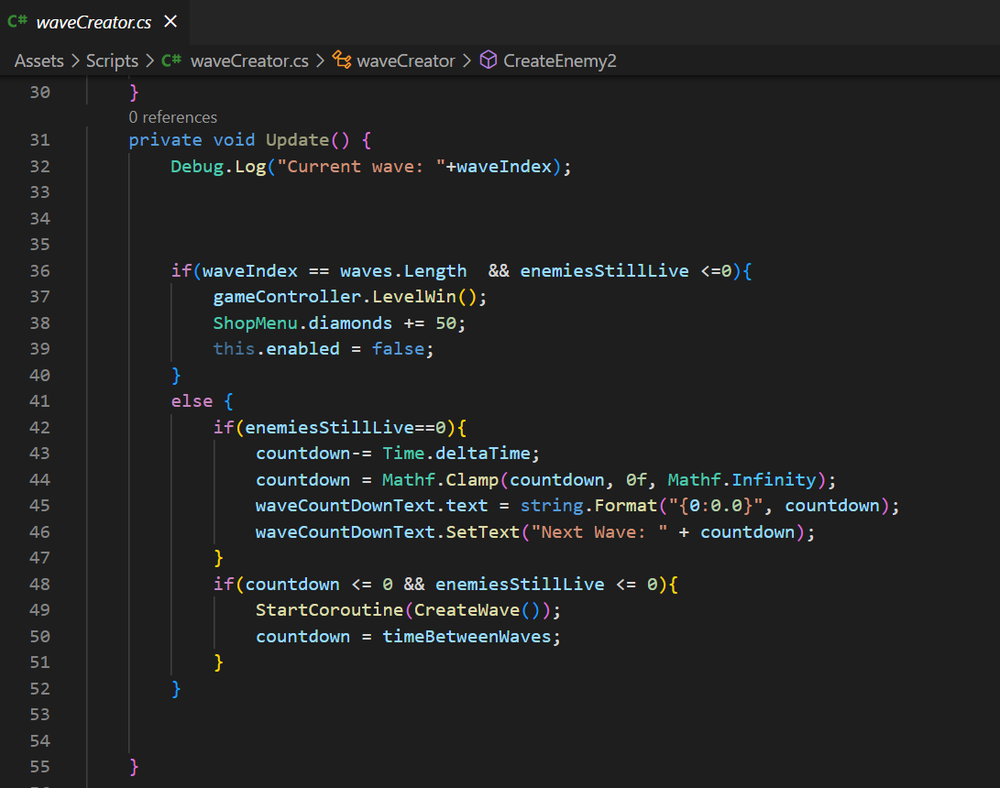 C# waveCreator.cs ×
Assets > Scripts > C# waveCreator.cs > waveCreator > CreateEnemy2
30 }
0 references
31 private void Update() {
32 Debug.Log("Current wave: "+waveIndex);
33
34
35
36 if(waveIndex == waves.Length  && enemiesStillLive <=0){
37 gameController.LevelWin();
38 ShopMenu.diamonds += 50;
39 this.enabled = false;
40 }
41 else {
42 if(enemiesStillLive==0){
43 countdown-= Time.deltaTime;
44 countdown = Mathf.Clamp(countdown, 0f, Mathf.Infinity);
45 waveCountDownText.text = string.Format("{0:0.0}", countdown);
46 waveCountDownText.SetText("Next Wave: " + countdown);
47 }
48 if(countdown <= 0 && enemiesStillLive <= 0){
49 StartCoroutine(CreateWave());
50 countdown = timeBetweenWaves;
51 }
52 }
53
54
55 }